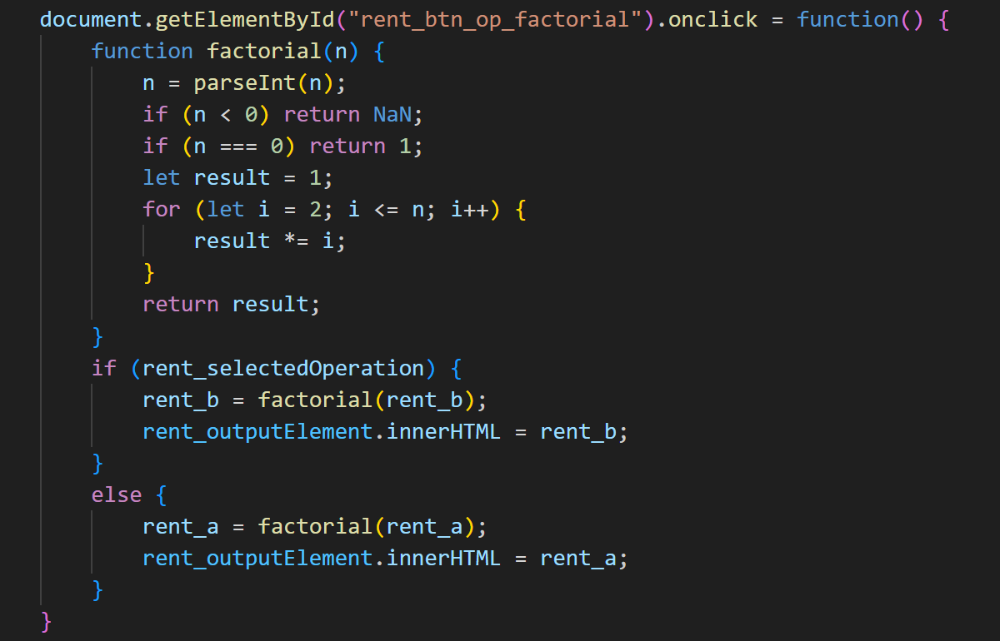 document.getElementById("rent_btn_op_factorial").onclick = function() {
    function factorial(n) {
        n = parseInt(n);
        if (n < 0) return NaN;
        if (n === 0) return 1;
        let result = 1;
        for (let i = 2; i <= n; i++) {
            result *= i;
        }
        return result;
    }
    if (rent_selectedOperation) {
        rent_b = factorial(rent_b);
        rent_outputElement.innerHTML = rent_b;
    }
    else {
        rent_a = factorial(rent_a);
        rent_outputElement.innerHTML = rent_a;
    }
}